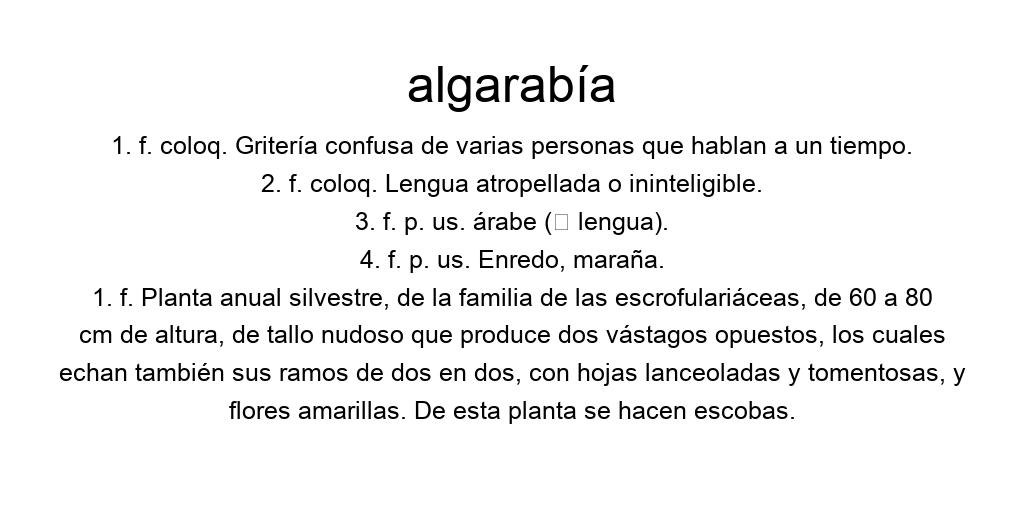 algarabía
1. f. coloq. Gritería confusa de varias personas que hablan a un tiempo.
2. f. coloq. Lengua atropellada o ininteligible.
3. f. p. us. árabe (□ lengua).
4. f. p. us. Enredo, maraña.
1. f. Planta anual silvestre, de la familia de las escrofulariáceas, de 60 a 80
cm de altura, de tallo nudoso que produce dos vástagos opuestos, los cuales
echan también sus ramos de dos en dos, con hojas lanceoladas y tomentosas, y
flores amarillas. De esta planta se hacen escobas.